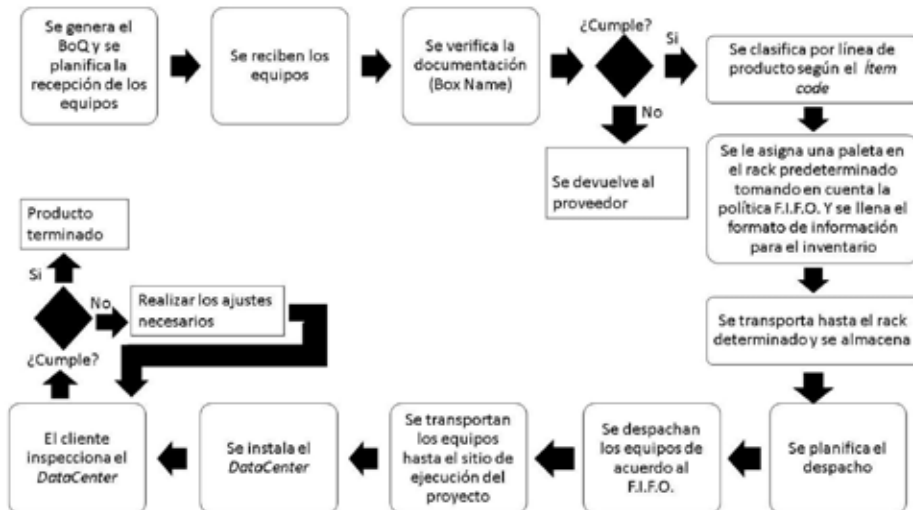 Se genera el
BoQ y se
planifica la
recepción de los
equipos
Se reciben los
equipos
Se verifica la
documentación
(Box Name)
¿Cumple?
Si
Se clasifica por línea de
producto según el Ítem
code
No
Se devuelve al
proveedor
Se le asigna una paleta en
el rack predeterminado
tomando en cuenta la
política F.I.F.O. Y se llena el
formato de información
para el inventario
Se transporta hasta el rack
determinado y se almacena
Se planifica el
despacho
Se despachan
los equipos de
acuerdo al
F.I.F.O.
Se transportan
los equipos
hasta el sitio de
ejecución del
proyecto
Se instala el
DataCenter
El cliente
inspecciona el
DataCenter
¿Cumple?
No
Realizar los ajustes
necesarios
Si
Producto
terminado